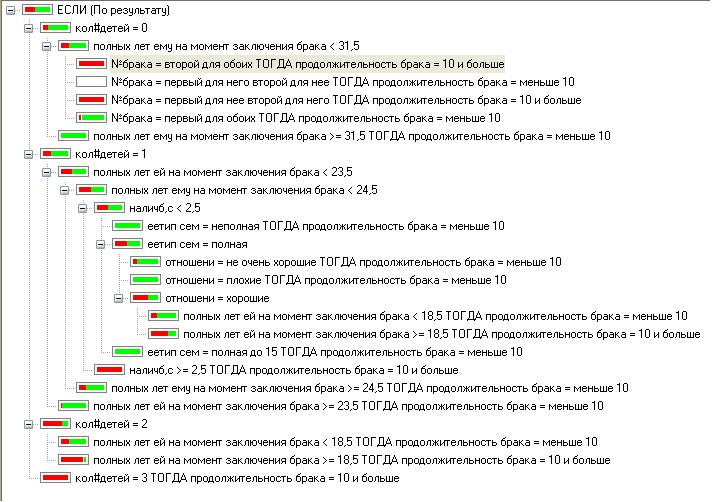 ЕСЛИ (По результату)
кол#детей = 0
полных лет ему на момент заключения брака < 31,5
№брака = второй для обоих ТОГДА продолжительность брака = 10 и больше
№брака = первый для него второй для нее ТОГДА продолжительность брака = меньше 10
№брака = первый для нее второй для него ТОГДА продолжительность брака = 10 и больше
№брака = первый для обоих ТОГДА продолжительность брака = меньше 10
полных лет ему на момент заключения брака >= 31,5 ТОГДА продолжительность брака = меньше 10
кол#детей = 1
полных лет ей на момент заключения брака < 23,5
полных лет ему на момент заключения брака < 24,5
наличб,с < 2,5
еетип сем = неполная ТОГДА продолжительность брака = меньше 10
еетип сем = полная
отношени = не очень хорошие ТОГДА продолжительность брака = меньше 10
отношени = плохие ТОГДА продолжительность брака = меньше 10
отношени = хорошие
полных лет ей на момент заключения брака < 18,5 ТОГДА продолжительность брака = меньше 10
полных лет ей на момент заключения брака >= 18,5 ТОГДА продолжительность брака = 10 и больше
еетип сем = полная до 15 ТОГДА продолжительность брака = меньше 10
наличб,с >= 2,5 ТОГДА продолжительность брака = 10 и больше
полных лет ему на момент заключения брака >= 24,5 ТОГДА продолжительность брака = меньше 10
полных лет ей на момент заключения брака >= 23,5 ТОГДА продолжительность брака = меньше 10
кол#детей = 2
полных лет ей на момент заключения брака < 18,5 ТОГДА продолжительность брака = меньше 10
полных лет ей на момент заключения брака >= 18,5 ТОГДА продолжительность брака = 10 и больше
кол#детей = 3 ТОГДА продолжительность брака = 10 и больше